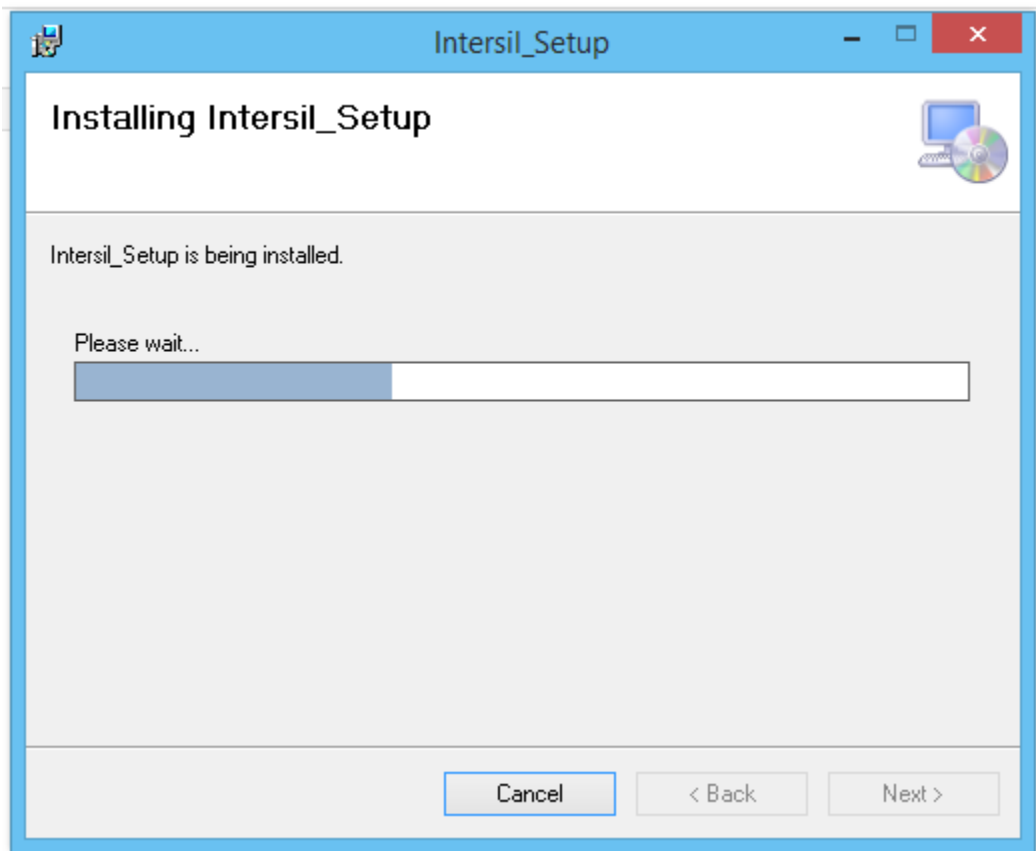 Intersil_Setup
Installing Intersil_Setup
Intersil_Setup is being installed.
Please wait...
Cancel
< Back
Next >